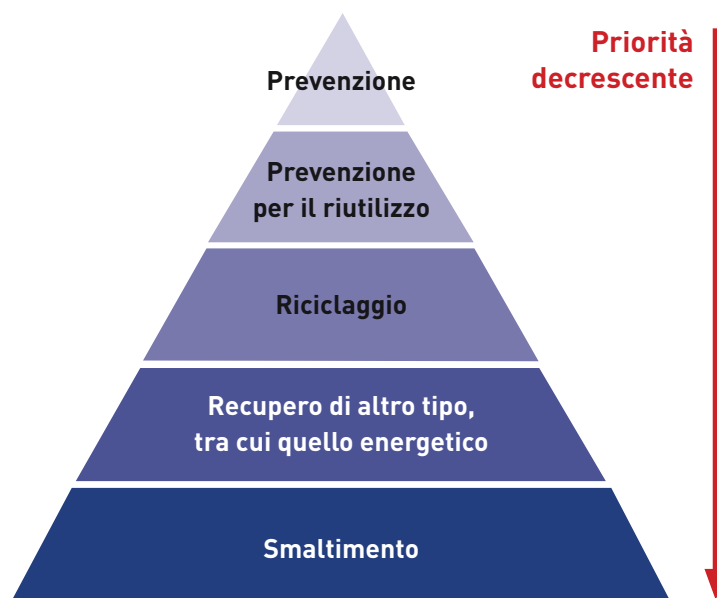 Priorità
decrescente
Prevenzione
Prevenzione
per il riutilizzo
Riciclaggio
Recupero di altro tipo,
tra cui quello energetico
Smaltimento